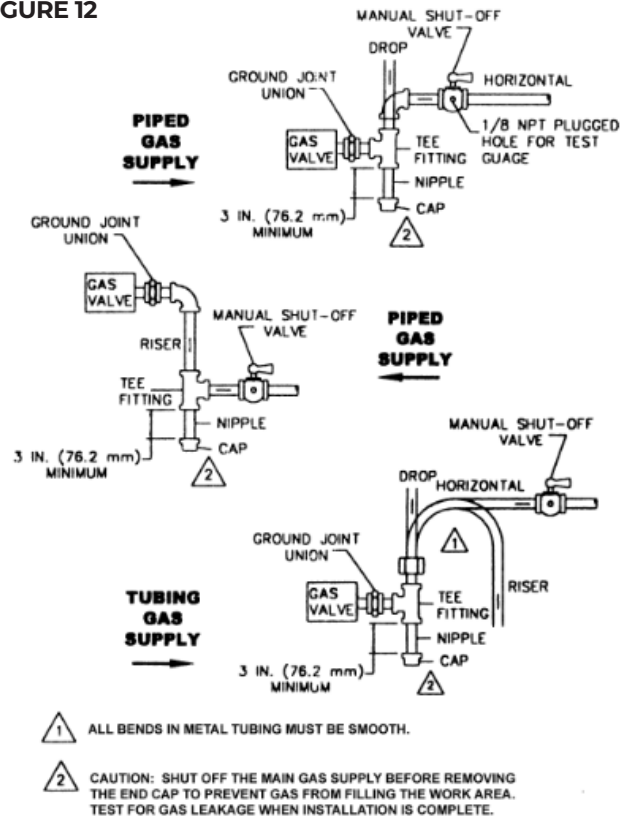 GURE 12
MANUAL SHUT-OFF
VALVE
DROP
GROUND JOINT
UNION
HORIZONTAL
PIPED
GAS
SUPPLY
GAS
VALVE
TEE
FITTING
1/8 NPT PLUGGED
HOLE FOR TEST
GUAGE
NIPPLE
3 IN. (76.2 mm)
MINIMUM
CAP
2
GROUND JOINT
UNION
GAS
VALVE
MANUAL SHUT-OFF
VALVE
RISER
PIPED
GAS
SUPPLY
TEE
FITTING
NIPPLE
3 IN. (76.2 mm)
MINIMUM
CAP
2
MANUAL SHUT-OFF
VALVE
DROP
HORIZONTAL
GROUND JOINT
UNION
1
TUBING
GAS
SUPPLY
GAS
VALVE
TEE
FITTING
RISER
NIPPLE
3 IN. (76.2 mm)
MINIMUM
CAP
2
1 ALL BENDS IN METAL TUBING MUST BE SMOOTH.
2 CAUTION: SHUT OFF THE MAIN GAS SUPPLY BEFORE REMOVING
THE END CAP TO PREVENT GAS FROM FILLING THE WORK AREA.
TEST FOR GAS LEAKAGE WHEN INSTALLATION IS COMPLETE.